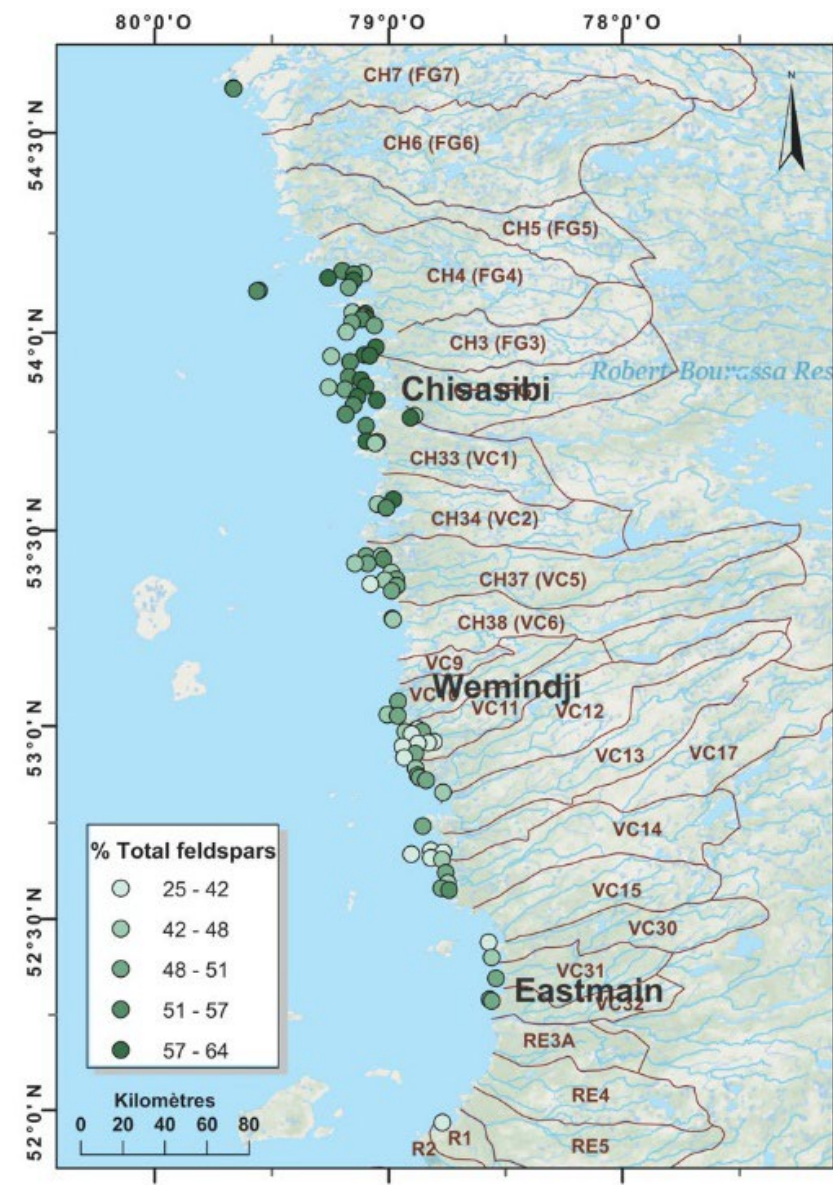 80°0'O 79°0'O 78°0'O
N
54°30'N
54°0'N
53°30'N
53°0'N
52°30'N
52°0'N
CH7 (FG7)
CH6 (FG6)
CH5 (FG5)
CH4 (FG4)
CH3 (FG3)
Robert-Bourassa Res
Chisasibi
CH33 (VC1)
CH34 (VC2)
CH37 (VC5)
CH38 (VC6)
VC9
Wemindji
VC11
VC12
VC13
VC17
VC14
VC15
VC30
VC31
Eastmain
VC32
RE3A
RE4
R1
R2
RE5
% Total feldspars
25 - 42
42 - 48
48 - 51
51 - 57
57 - 64
Kilomètres
0 20 40 60 80